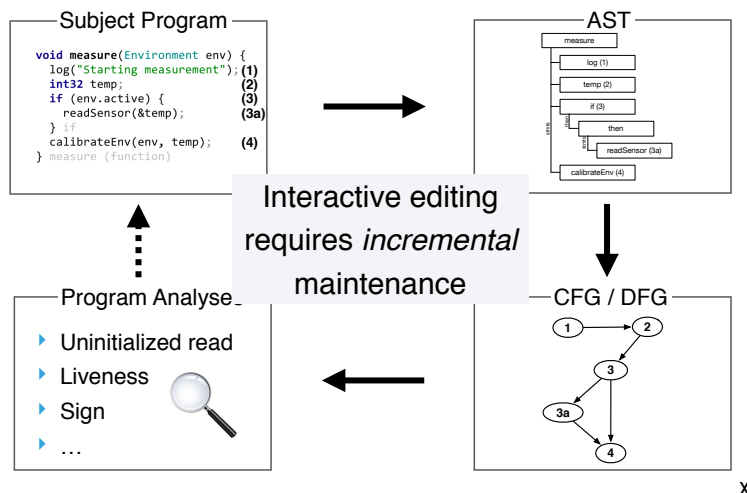 Subject Program
void measure(Environment env) {
log("Starting measurement"); (1)
int32 temp; (2)
if (env.active) { (3)
readSensor(&temp); (3a)
} if
calibrateEnv(env, temp); (4)
} measure (function)
AST
measure
log (1)
temp (2)
if (3)
then
then
stmts
stmts
readSensor (3a)
calibrateEnv (4)
Interactive editing
requires incremental
maintenance
Program Analyses
Uninitialized read
Liveness
Sign
…
CFG / DFG
1
2
3
3a
4